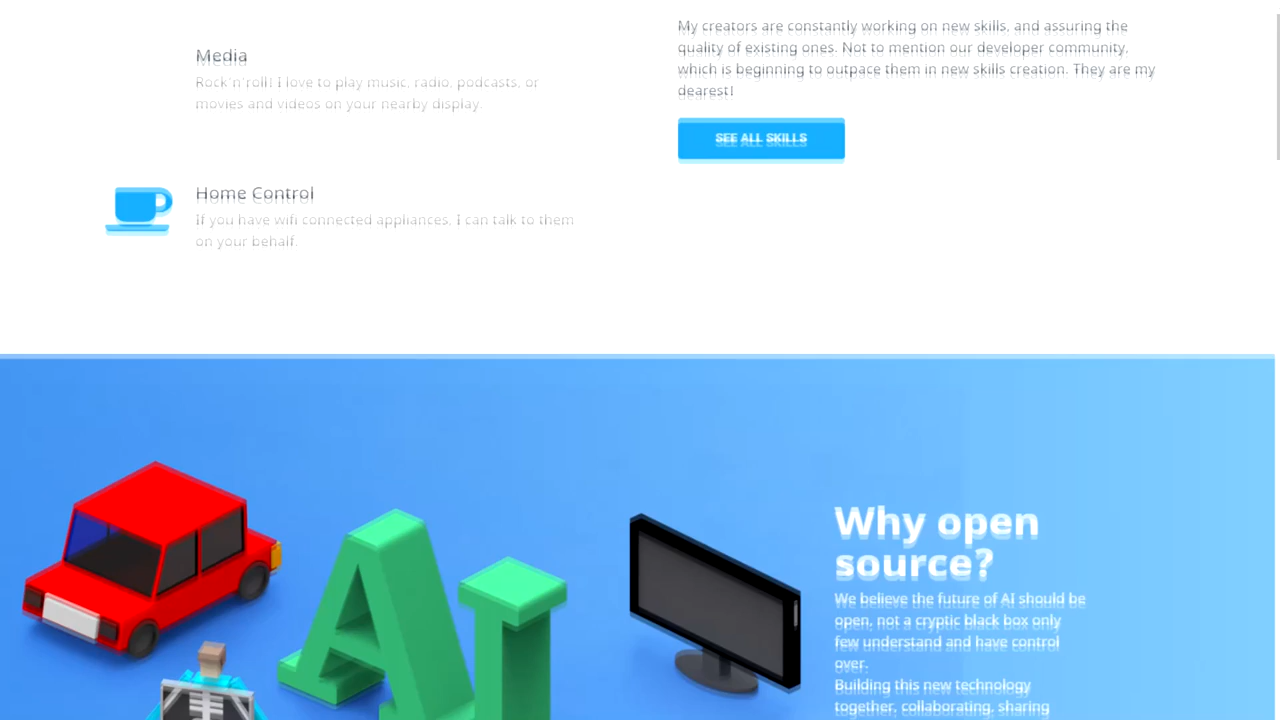 Media
Rock'n'roll! I love to play music, radio, podcasts, or
movies and videos on your nearby display.
Home Control
If you have wifi connected appliances, I can talk to them
on your behalf.
My creators are constantly working on new skills, and assuring the
quality of existing ones. Not to mention our developer community,
which is beginning to outpace them in new skills creation. They are my
dearest!
SEE ALL SKILLS
AI
Why open
source?
We believe the future of AI should be
open, not a cryptic black box only
few understand and have control
over.
Building this new technology
together, collaborating, sharing